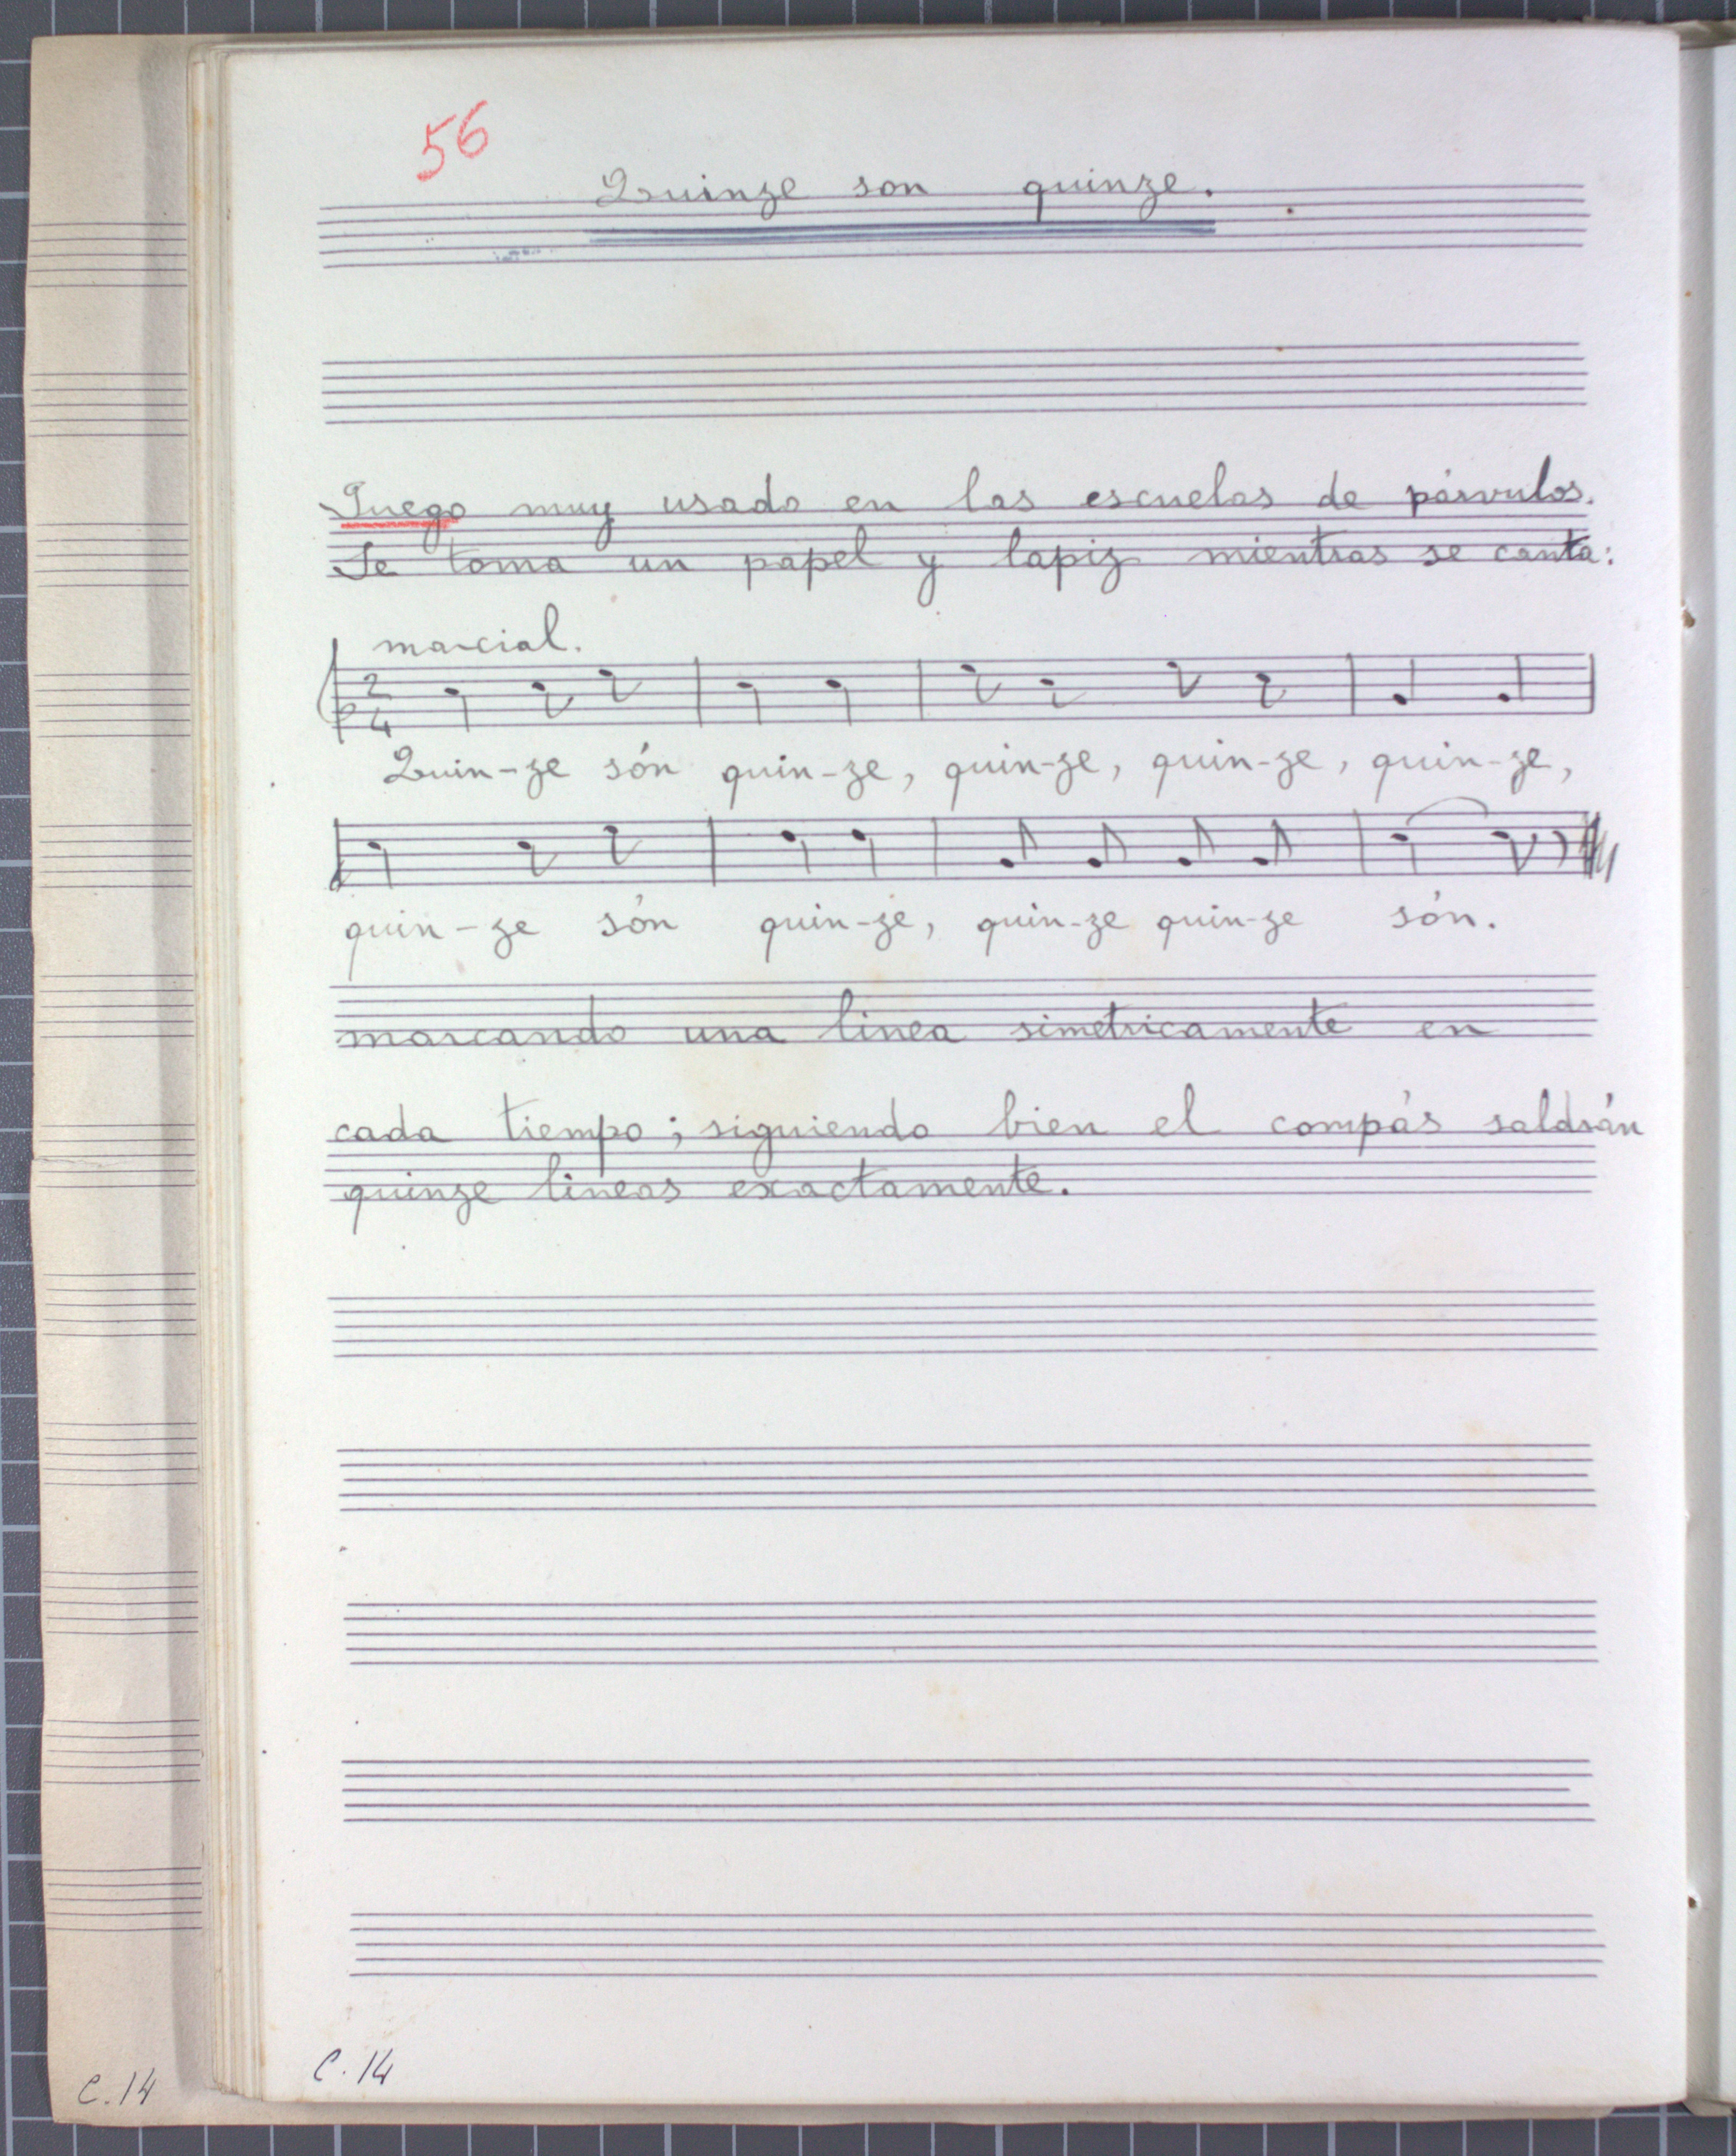 56
Quinze son quinze.
Juego muy usado en las escuelas de párvulos.
Se toma un papel y lapiz mientras se canta:
marcial.
2
4
Quin-ze són quin-ze, quin-ze, quin-ze, quin-ze,
quin-ze són quin-ze, quin-ze quin-ze són.
marcando una linea simetricamente en
cada tiempo; siguiendo bien el compás saldrán
quinze lineas exactamente.
C. 14
C. 14